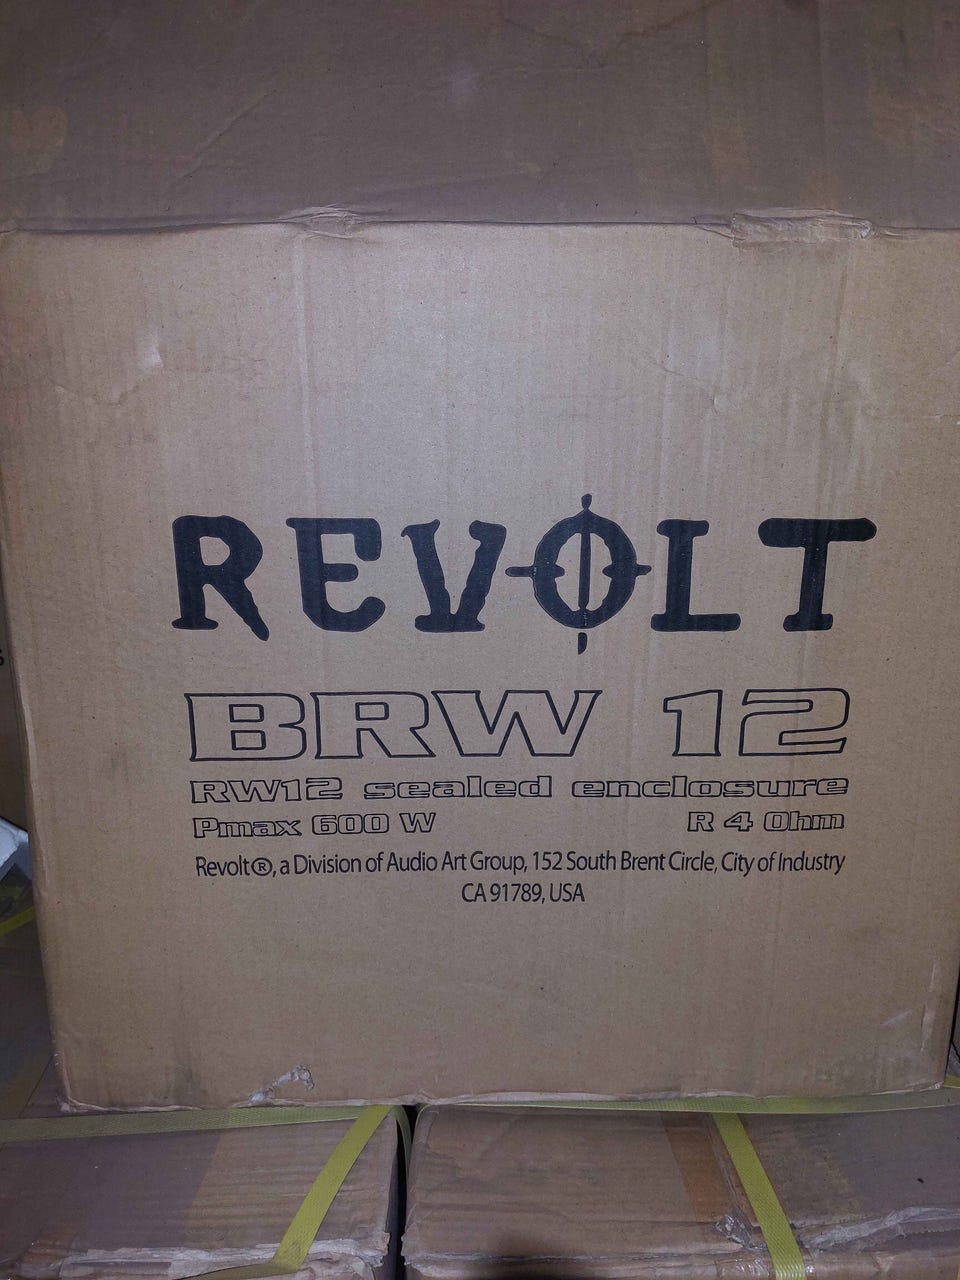 REVOLT
BRW 12
RW12 sealed enclosure
Pmax 600 W R 4 Ohm
Revolt®, a Division of Audio Art Group, 152 South Brent Circle, City of Industry
CA 91789, USA